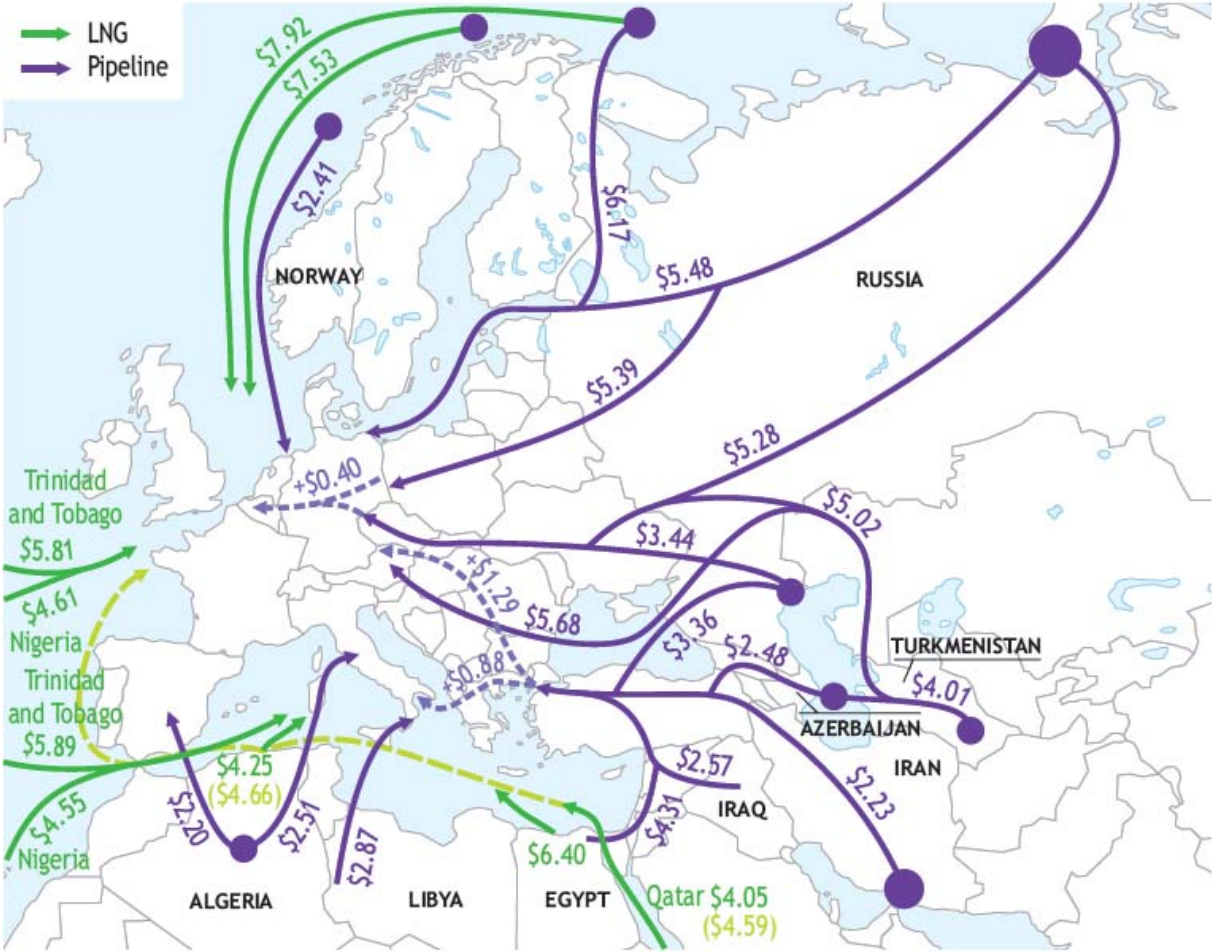 LNG
Pipeline
$7.92
$7.53
$2.41
$6.17
NORWAY
$5.48
RUSSIA
$5.39
$5.28
+$0.40
Trinidad
and Tobago
$5.81
$4.61
Nigeria
$3.44
$5.02
+$1.29
$5.68
$3.36
+$0.88
$2.48
TURKMENISTAN
$4.01
AZERBAIJAN
IRAN
Trinidad
and Tobago
$5.89
$4.55
Nigeria
$4.25
($4.66)
$2.20
$2.51
$2.87
$2.57
IRAQ
$4.31
$2.23
$6.40
ALGERIA
LIBYA
EGYPT
Qatar $4.05
($4.59)